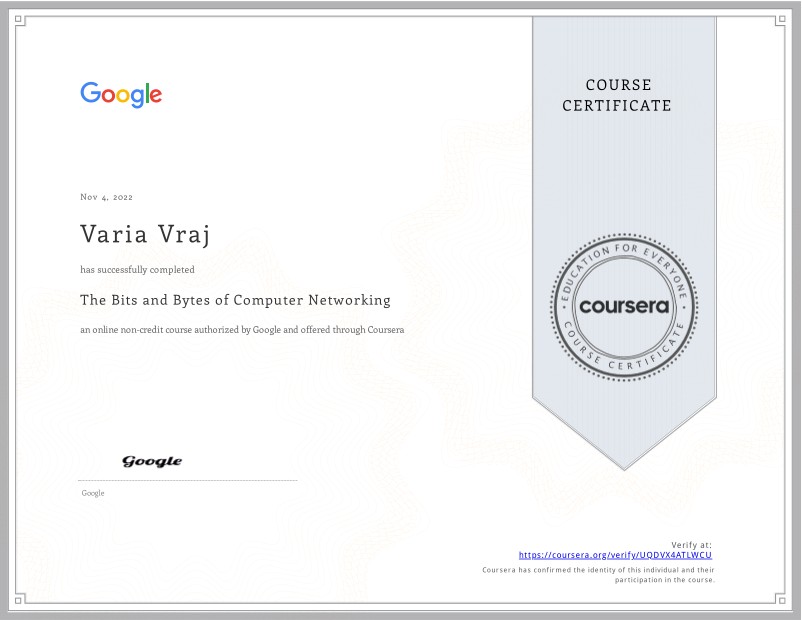 Google
COURSE
CERTIFICATE
Nov 4, 2022
Varia Vraj
has successfully completed
The Bits and Bytes of Computer Networking
an online non-credit course authorized by Google and offered through Coursera
EDUCATION FOR EVERYONE
coursera
COURSE CERTIFICATE
Google
Google
Verify at:
https://coursera.org/verify/UQDVX4ATLWCU
Coursera has confirmed the identity of this individual and their
participation in the course.